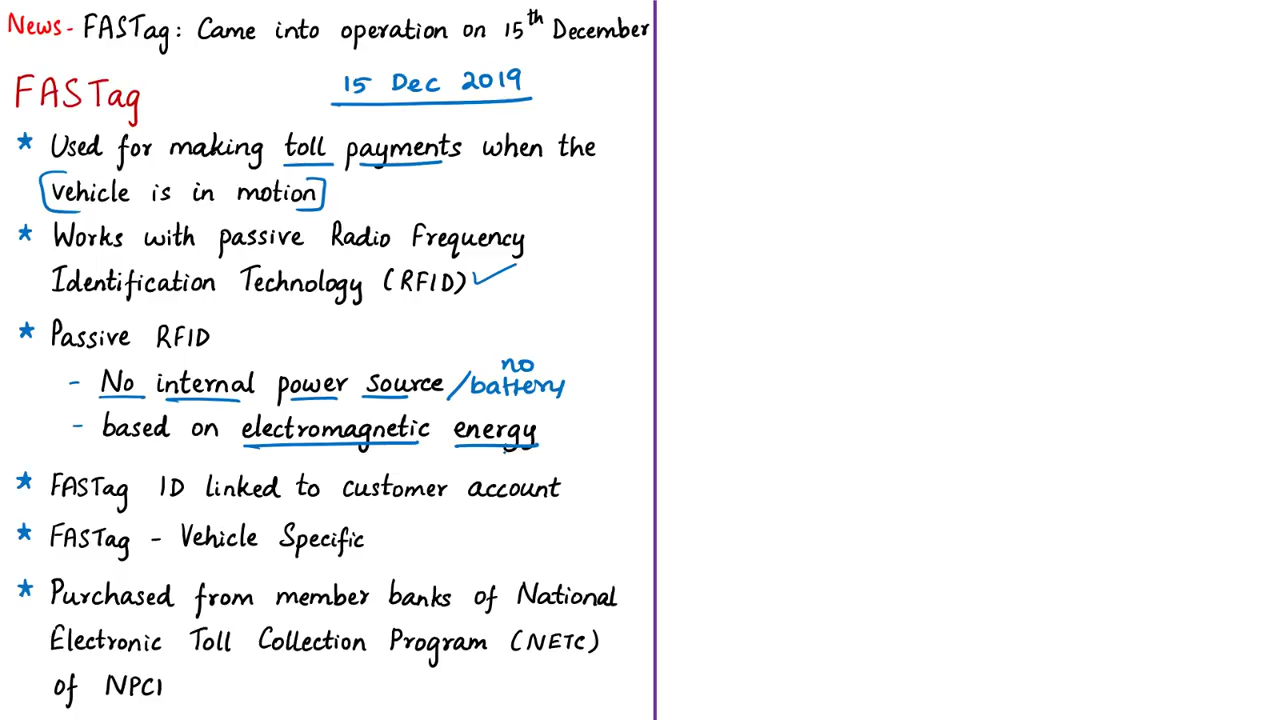 News- FASTag: Came into operation on 15th December
FASTag
15 Dec 2019
* Used for making toll payments when the
vehicle is in motion
* Works with passive Radio Frequency
Identification Technology (RFID)
* Passive RFID
no
- No internal power source /battery
- based on electromagnetic energy
* FASTag ID linked to customer account
* FASTag - Vehicle Specific
* Purchased from member banks of National
Electronic Toll Collection Program (NETC)
of NPCI